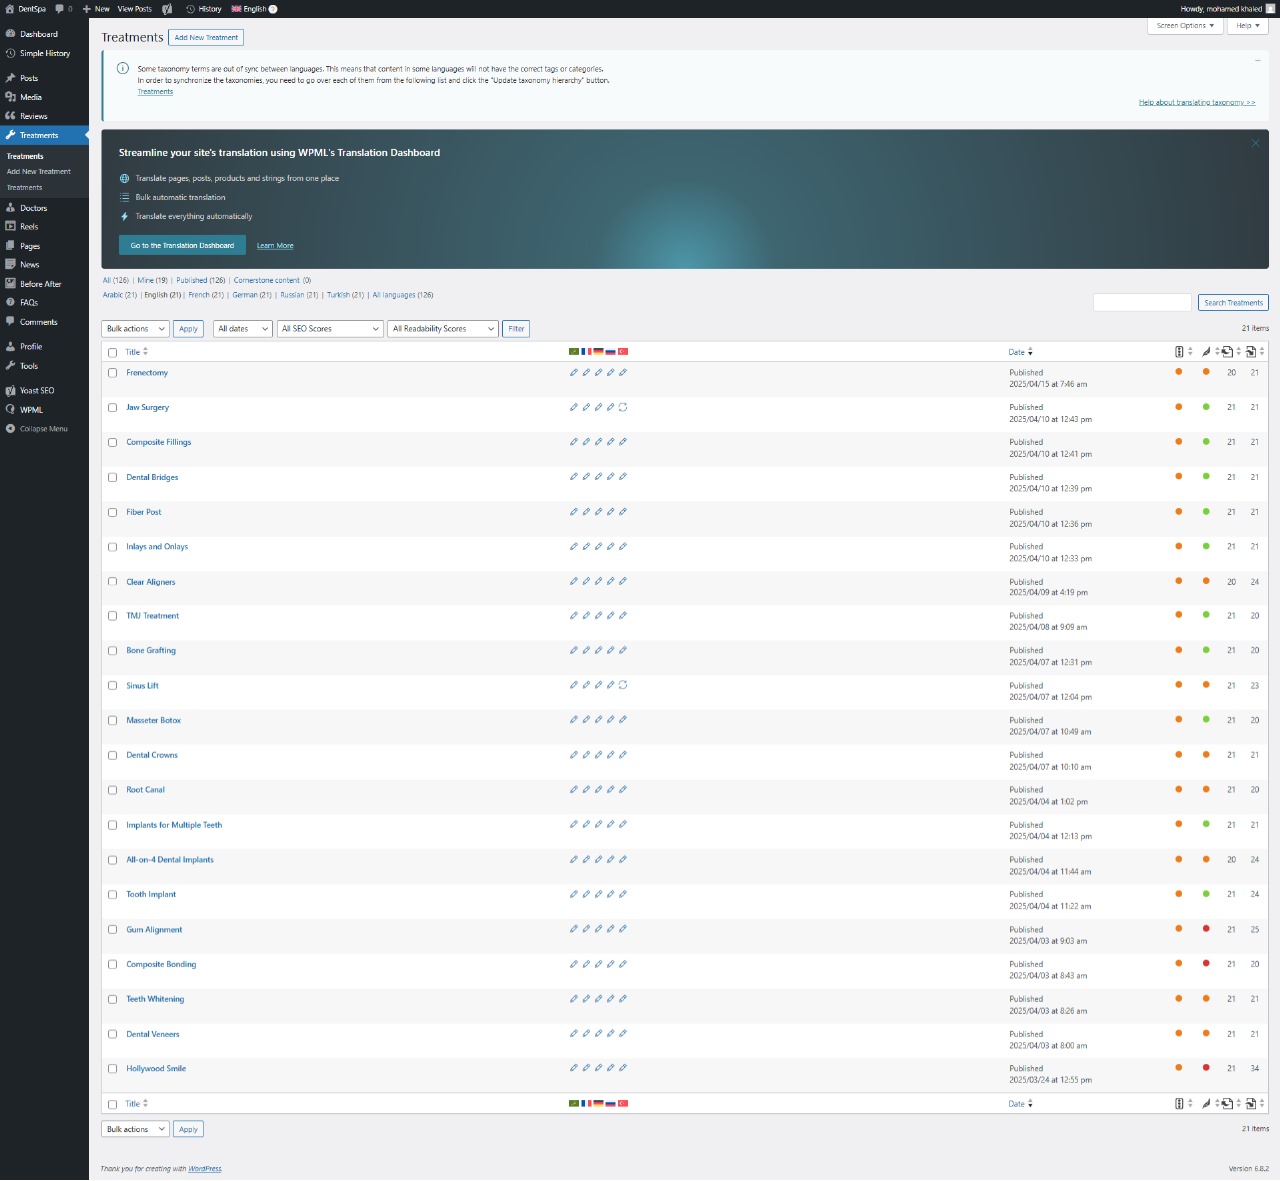 DentSpa 0 New View Posts History English Howdy, mohamed khaled
Dashboard
Simple History
Posts
Media
Reviews
Treatments
Treatments
Add New Treatment
Treatments
Doctors
Reels
Pages
News
Before After
FAQs
Comments
Profile
Tools
Yoast SEO
WPML
Collapse Menu
Screen Options Help
Treatments Add New Treatment
Some taxonomy terms are out of sync between languages. This means that content in some languages will not have the correct tags or categories.
In order to synchronize the taxonomies, you need to go over each of them from the following list and click the "Update taxonomy hierarchy" button.
Treatments
Help about translating taxonomy >>
Streamline your site's translation using WPML's Translation Dashboard
Translate pages, posts, products and strings from one place
Bulk automatic translation
Translate everything automatically
Go to the Translation Dashboard Learn More
All (126) | Mine (19) | Published (126) | Cornerstone content (0)
Arabic (21) | English (21) | French (21) | German (21) | Russian (21) | Turkish (21) | All languages (126)
Search Treatments
Bulk actions Apply All dates All SEO Scores All Readability Scores Filter 21 items
Title Date
Frenectomy Published 20 21
2025/04/15 at 7:46 am
Jaw Surgery Published 21 21
2025/04/10 at 12:43 pm
Composite Fillings Published 21 21
2025/04/10 at 12:41 pm
Dental Bridges Published 21 21
2025/04/10 at 12:39 pm
Fiber Post Published 21 21
2025/04/10 at 12:36 pm
Inlays and Onlays Published 21 21
2025/04/10 at 12:33 pm
Clear Aligners Published 20 24
2025/04/09 at 4:19 pm
TMJ Treatment Published 21 20
2025/04/08 at 9:09 am
Bone Grafting Published 21 20
2025/04/07 at 12:31 pm
Sinus Lift Published 21 23
2025/04/07 at 12:04 pm
Masseter Botox Published 21 20
2025/04/07 at 10:49 am
Dental Crowns Published 21 21
2025/04/07 at 10:10 am
Root Canal Published 21 20
2025/04/04 at 1:02 pm
Implants for Multiple Teeth Published 21 21
2025/04/04 at 12:13 pm
All-on-4 Dental Implants Published 20 24
2025/04/04 at 11:44 am
Tooth Implant Published 21 24
2025/04/04 at 11:22 am
Gum Alignment Published 21 25
2025/04/03 at 9:03 am
Composite Bonding Published 21 20
2025/04/03 at 8:43 am
Teeth Whitening Published 21 21
2025/04/03 at 8:26 am
Dental Veneers Published 21 21
2025/04/03 at 8:00 am
Hollywood Smile Published 21 34
2025/03/24 at 12:55 pm
Title Date
Bulk actions Apply 21 items
Thank you for creating with WordPress. Version 6.8.2